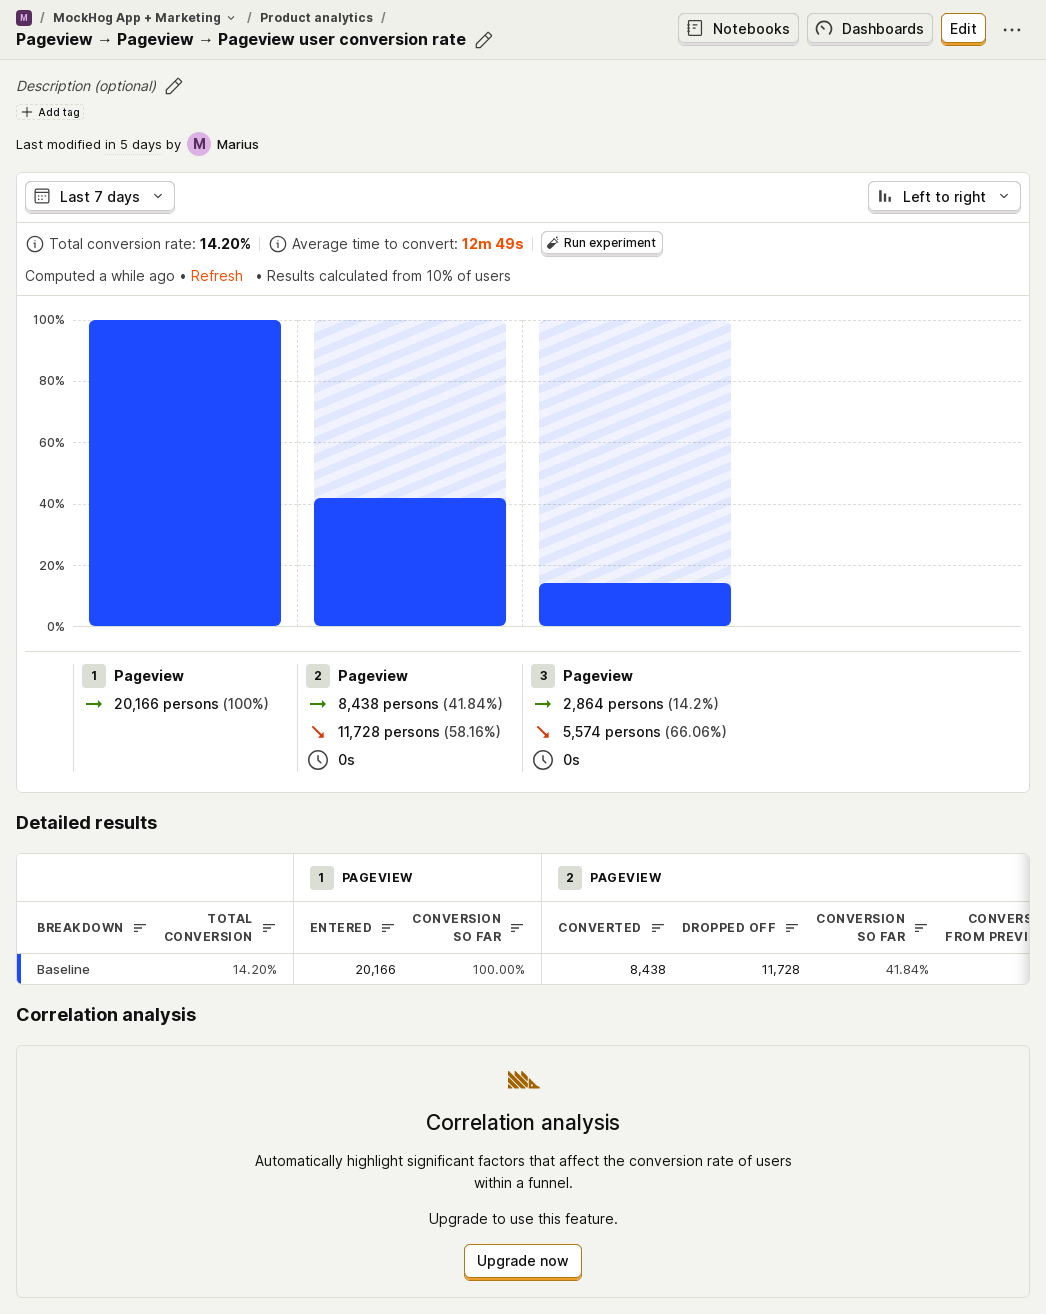 M / MockHog App + Marketing / Product analytics /
Pageview → Pageview → Pageview user conversion rate
Notebooks Dashboards Edit
Description (optional)
Add tag
Last modified in 5 days by M Marius
Last 7 days Left to right
Total conversion rate: 14.20% Average time to convert: 12m 49s Run experiment
Computed a while ago • Refresh • Results calculated from 10% of users
100%
80%
60%
40%
20%
0%
1 Pageview
20,166 persons (100%)
2 Pageview
8,438 persons (41.84%)
11,728 persons (58.16%)
0s
3 Pageview
2,864 persons (14.2%)
5,574 persons (66.06%)
0s
Detailed results
1 PAGEVIEW 2 PAGEVIEW
BREAKDOWN TOTAL CONVERSION ENTERED CONVERSION SO FAR CONVERTED DROPPED OFF CONVERSION SO FAR CONVERS FROM PREVI
Baseline 14.20% 20,166 100.00% 8,438 11,728 41.84%
Correlation analysis
Correlation analysis
Automatically highlight significant factors that affect the conversion rate of users
within a funnel.
Upgrade to use this feature.
Upgrade now